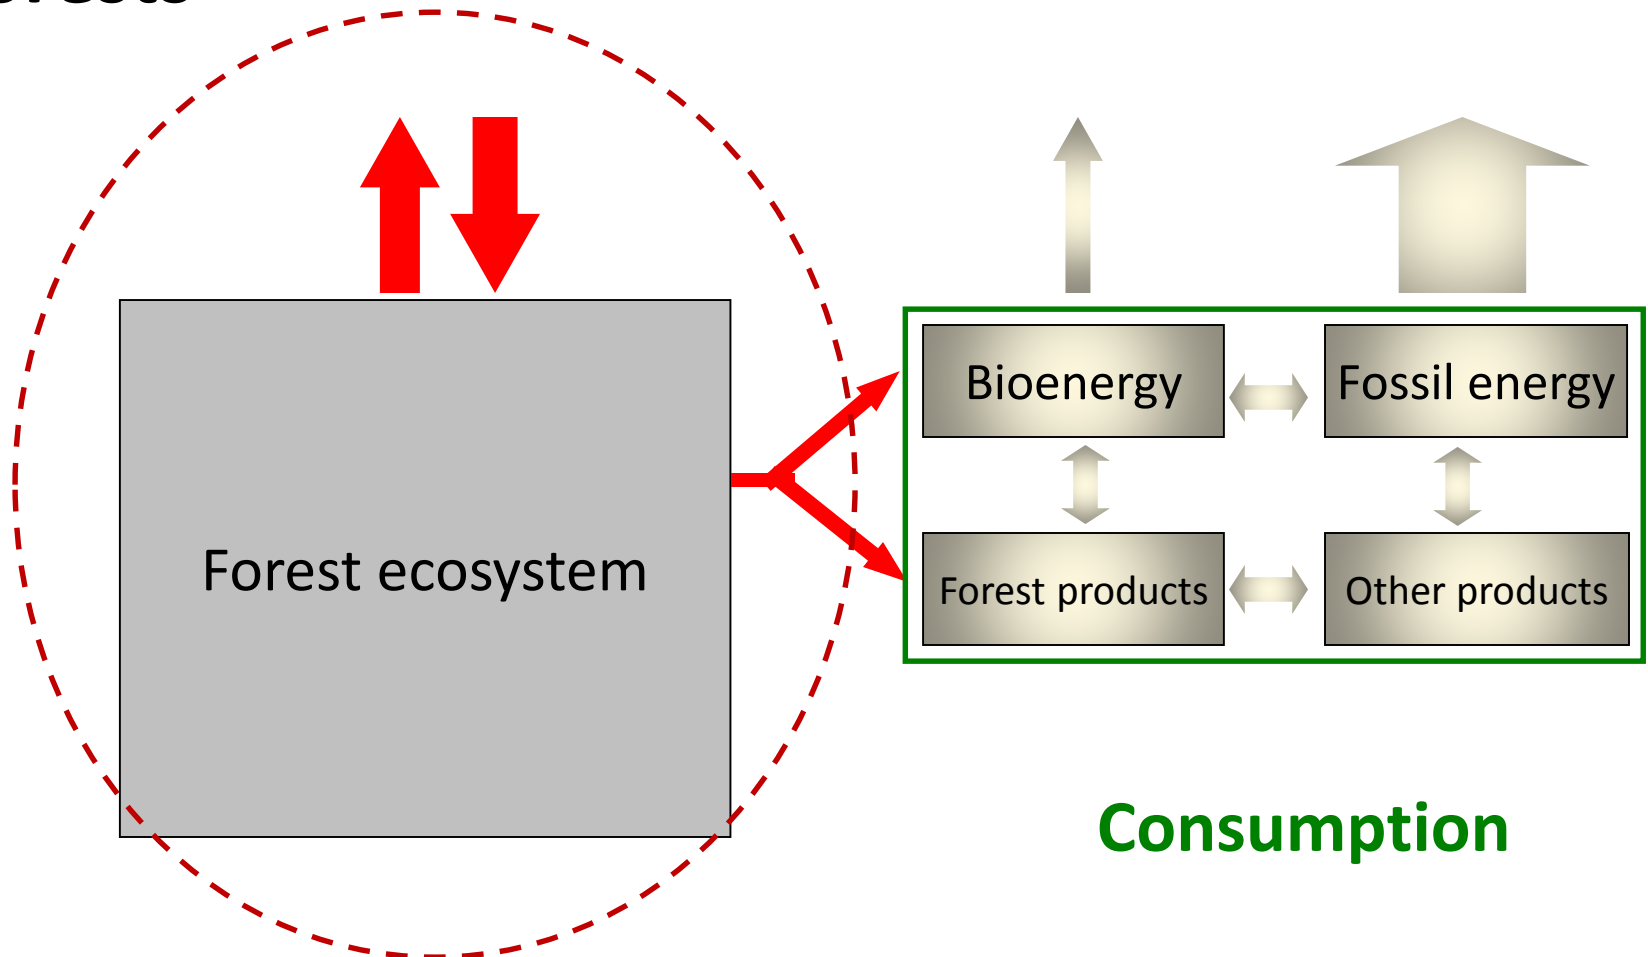 Bioenergy
Fossil energy
Forest ecosystem
Forest products
Other products
Consumption